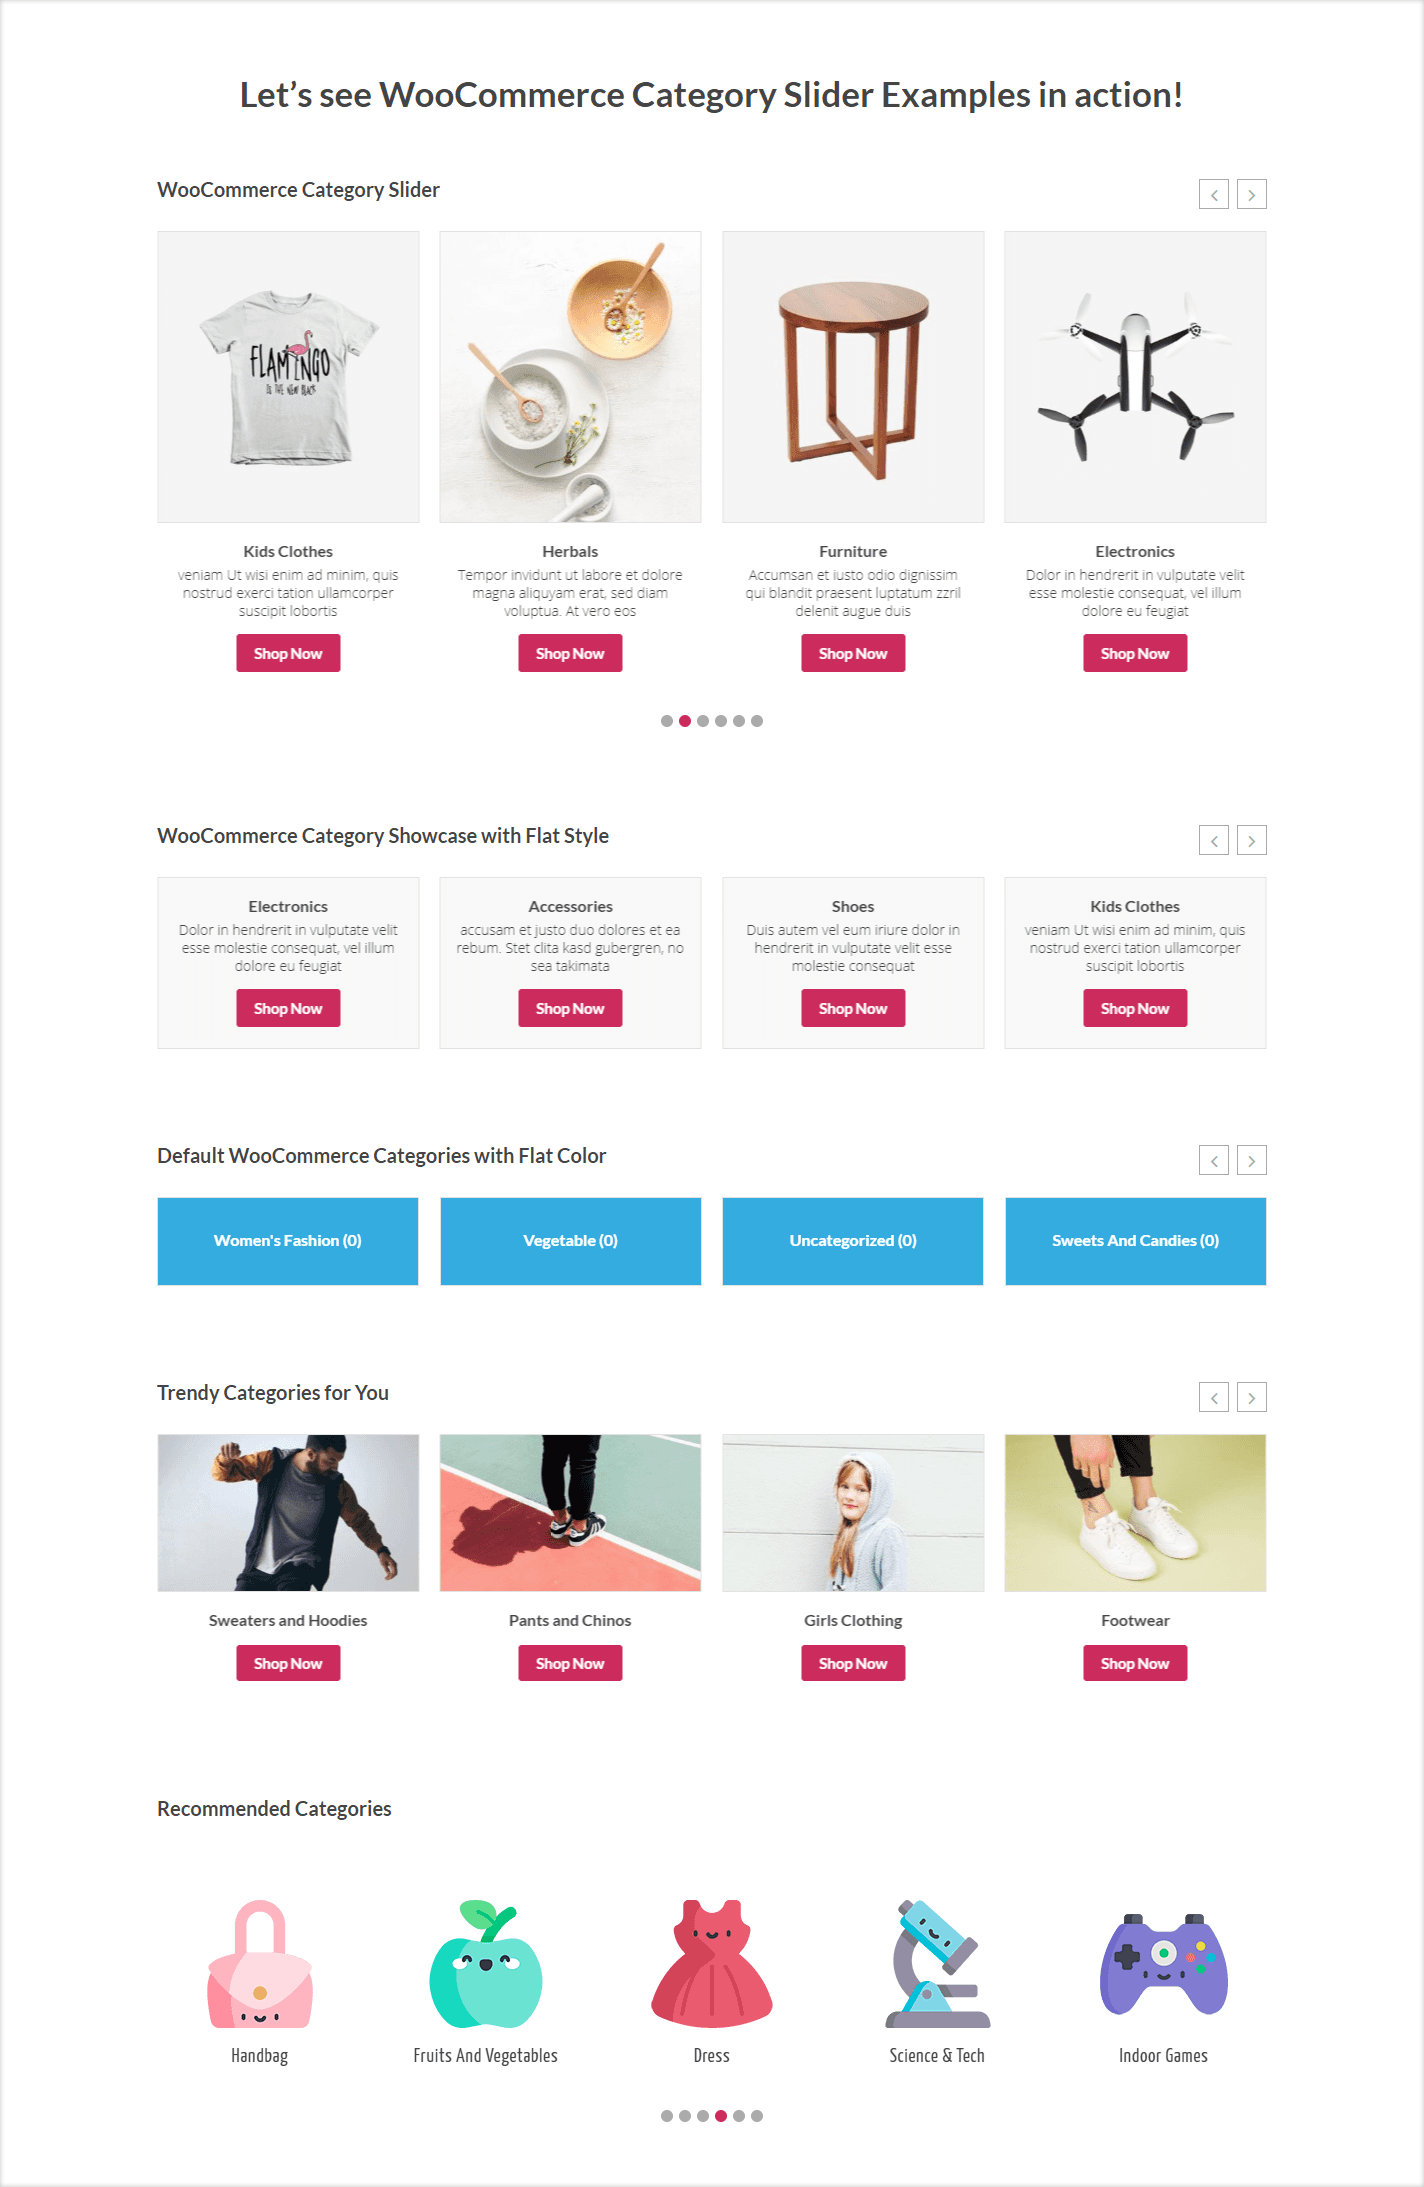 Let’s see WooCommerce Category Slider Examples in action!
WooCommerce Category Slider
FLAMINGO
IS THE NEW BLACK
Kids Clothes
veniam Ut wisi enim ad minim, quis
nostrud exerci tation ullamcorper
suscipit lobortis
Shop Now
Herbals
Tempor invidunt ut labore et dolore
magna aliquyam erat, sed diam
voluptua. At vero eos
Shop Now
Furniture
Accumsan et iusto odio dignissim
qui blandit praesent luptatum zzril
delenit augue duis
Shop Now
Electronics
Dolor in hendrerit in vulputate velit
esse molestie consequat, vel illum
dolore eu feugiat
Shop Now
WooCommerce Category Showcase with Flat Style
Electronics
Dolor in hendrerit in vulputate velit
esse molestie consequat, vel illum
dolore eu feugiat
Shop Now
Accessories
accusam et justo duo dolores et ea
rebum. Stet clita kasd gubergren, no
sea takimata
Shop Now
Shoes
Duis autem vel eum iriure dolor in
hendrerit in vulputate velit esse
molestie consequat
Shop Now
Kids Clothes
veniam Ut wisi enim ad minim, quis
nostrud exerci tation ullamcorper
suscipit lobortis
Shop Now
Default WooCommerce Categories with Flat Color
Women's Fashion (0)
Vegetable (0)
Uncategorized (0)
Sweets And Candies (0)
Trendy Categories for You
Sweaters and Hoodies
Shop Now
Pants and Chinos
Shop Now
Girls Clothing
Shop Now
Footwear
Shop Now
Recommended Categories
Handbag
Fruits And Vegetables
Dress
Science & Tech
Indoor Games